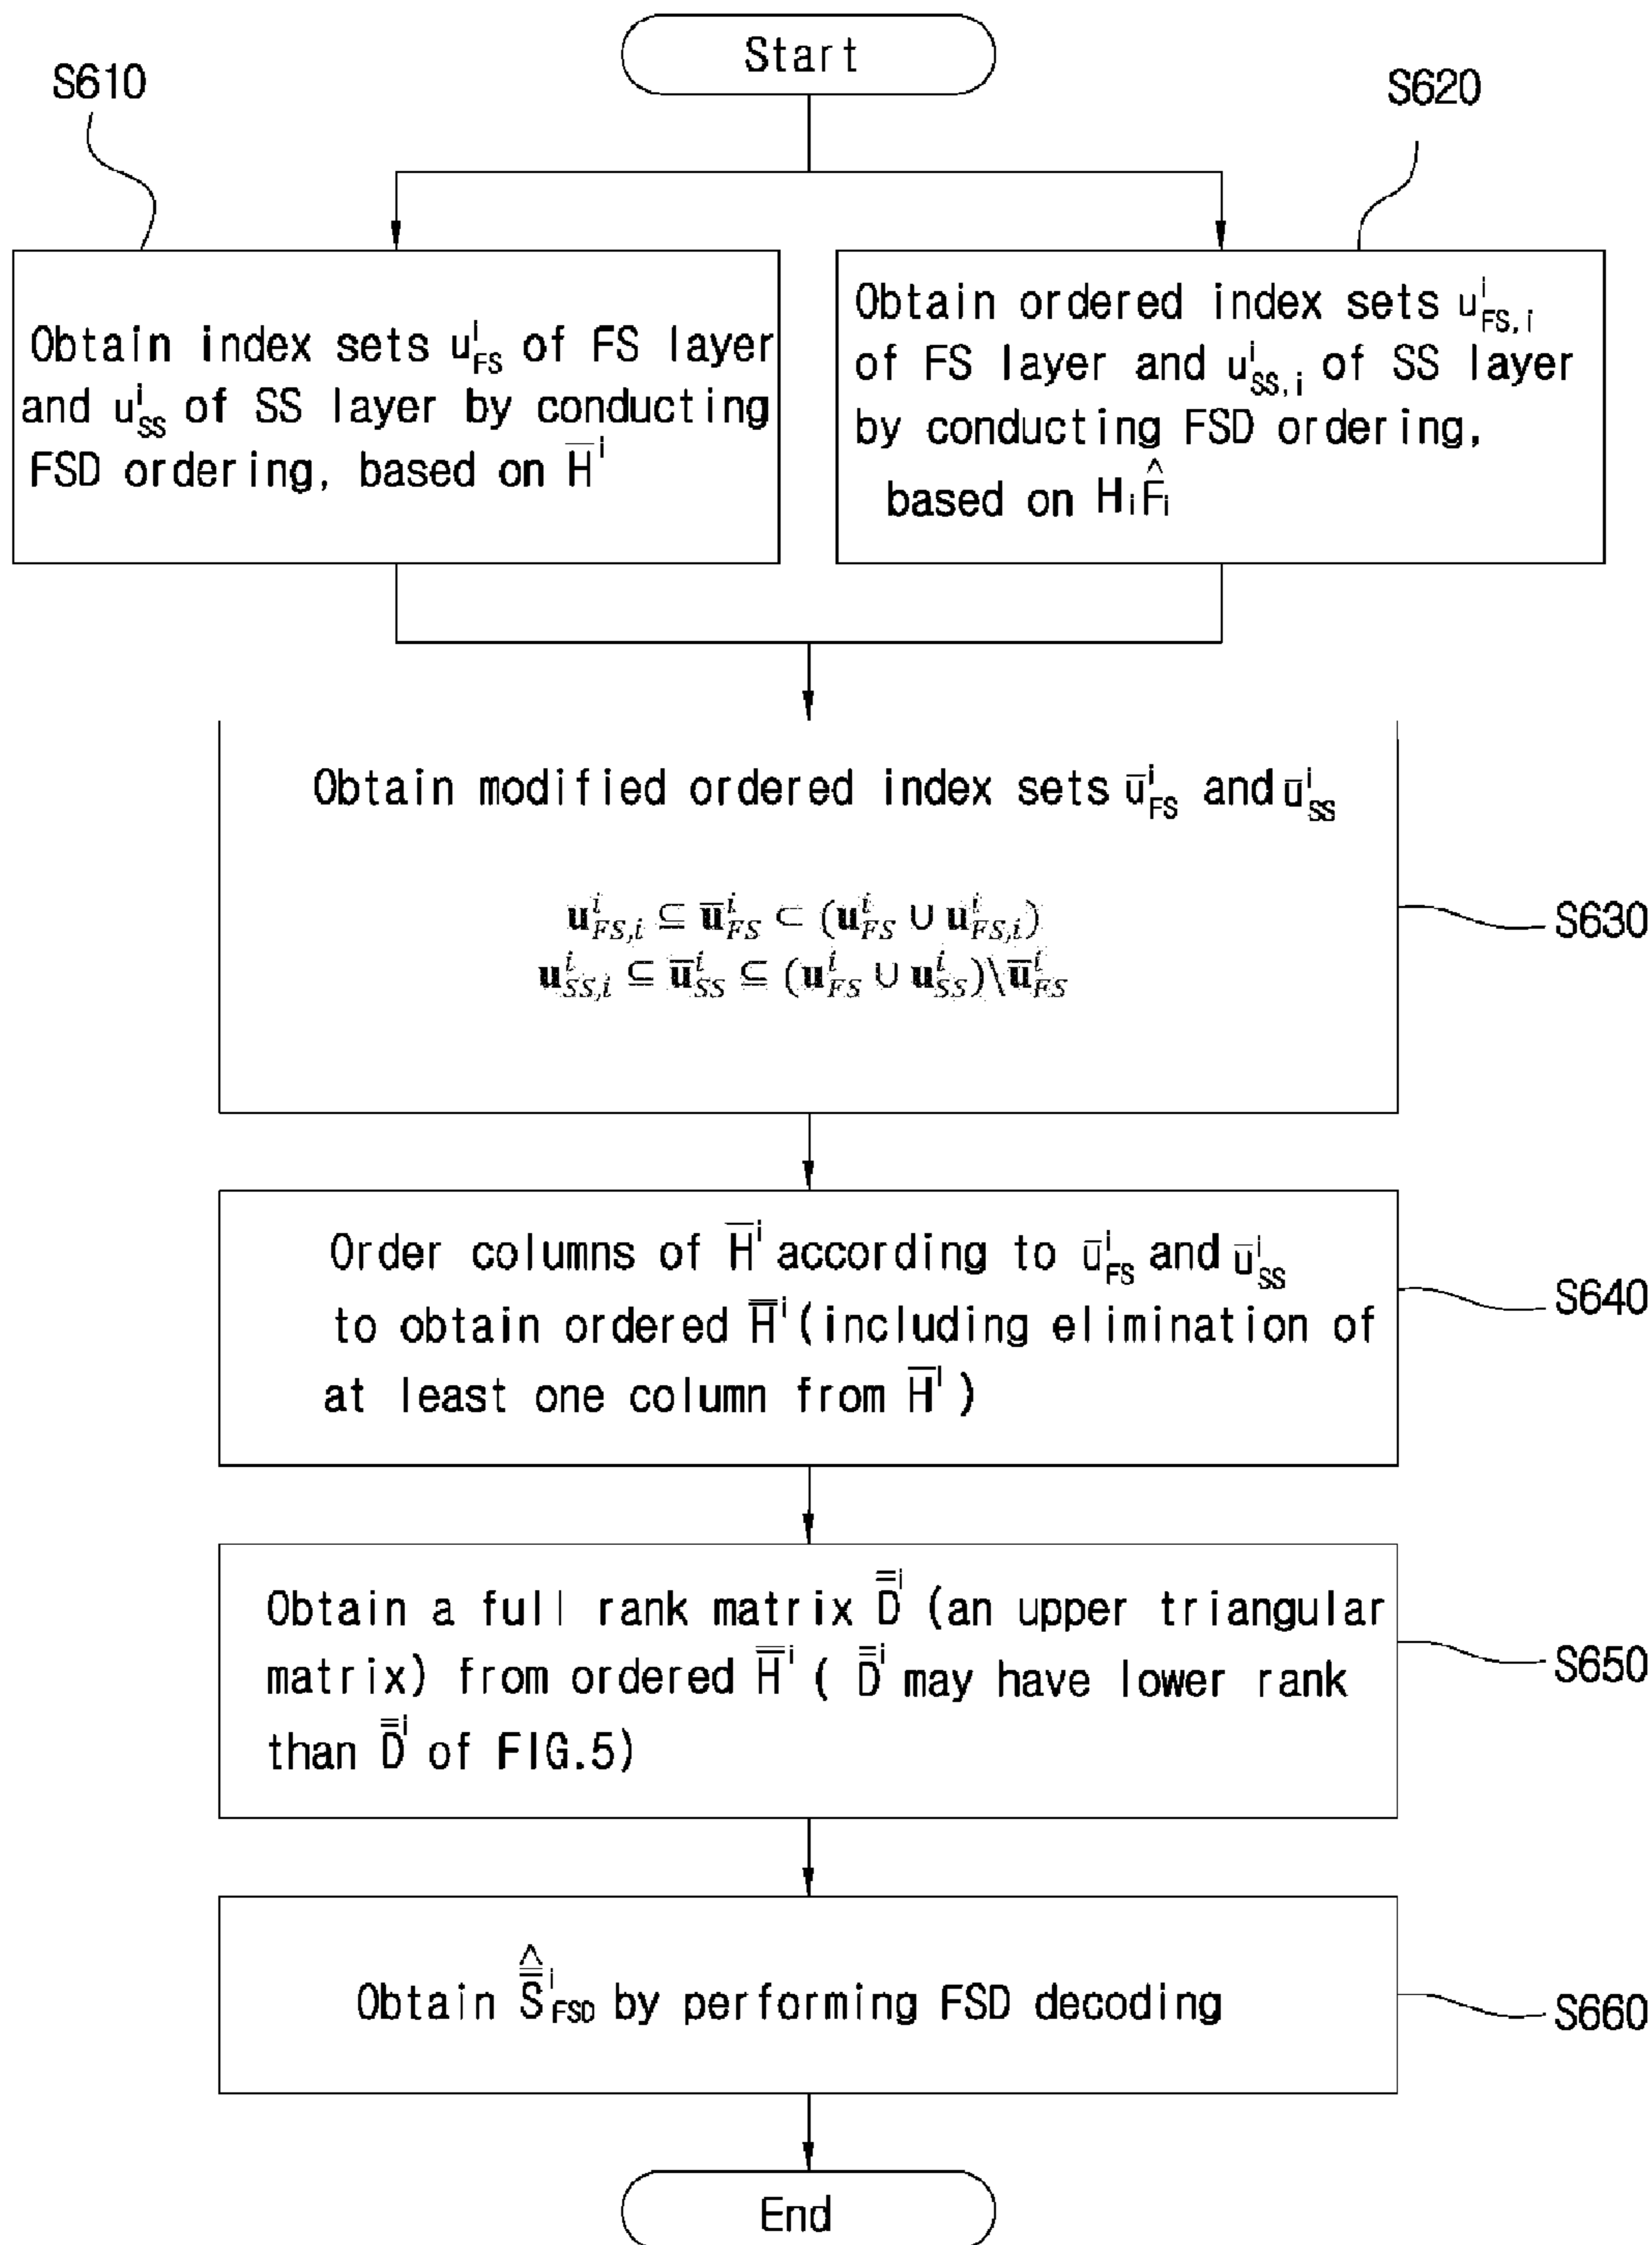 Start
S610
S620
Obtain index sets u^i_FS of FS layer
and u^i_SS of SS layer by conducting
FSD ordering, based on H̅^i
Obtain ordered index sets u^i_FS,i
of FS layer and u^i_SS,i of SS layer
by conducting FSD ordering,
based on H_i F̂_i
Obtain modified ordered index sets u̅^i_FS and u̅^i_SS
𝐮^i_FS,i ⊆ 𝐮̅^i_FS ⊂ (𝐮^i_FS ∪ 𝐮^i_FS,i)
𝐮^i_SS,i ⊆ 𝐮̅^i_SS ⊆ (𝐮^i_FS ∪ 𝐮^i_SS)\𝐮̅^i_FS
S630
Order columns of H̅^i according to u̅^i_FS and u̅^i_SS
to obtain ordered H̿^i (including elimination of
at least one column from H̅^i )
S640
Obtain a full rank matrix D̿^i (an upper triangular
matrix) from ordered H̿^i ( D̿^i may have lower rank
than D̿^i of FIG.5)
S650
Obtain S̿̂^i_FSD by performing FSD decoding
S660
End